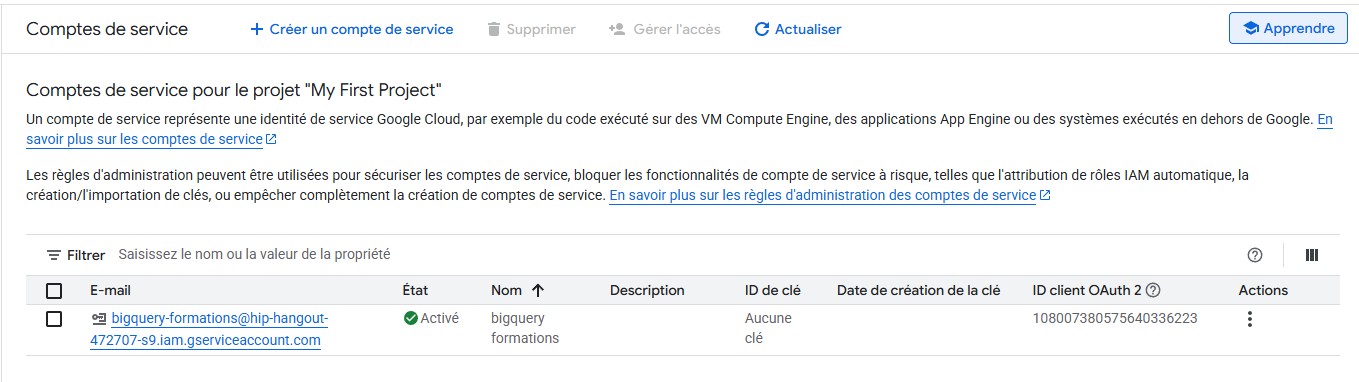 Comptes de service
Créer un compte de service
Supprimer
Gérer l'accès
Actualiser
Apprendre
Comptes de service pour le projet "My First Project"
Un compte de service représente une identité de service Google Cloud, par exemple du code exécuté sur des VM Compute Engine, des applications App Engine ou des systèmes exécutés en dehors de Google. En
savoir plus sur les comptes de service
Les règles d'administration peuvent être utilisées pour sécuriser les comptes de service, bloquer les fonctionnalités de compte de service à risque, telles que l'attribution de rôles IAM automatique, la
création/l'importation de clés, ou empêcher complètement la création de comptes de service. En savoir plus sur les règles d'administration des comptes de service
Filtrer Saisissez le nom ou la valeur de la propriété
E-mail État Nom Description ID de clé Date de création de la clé ID client OAuth 2 Actions
bigquery-formations@hip-hangout-
472707-s9.iam.gserviceaccount.com
Activé
bigquery
formations
Aucune
clé
108007380575640336223